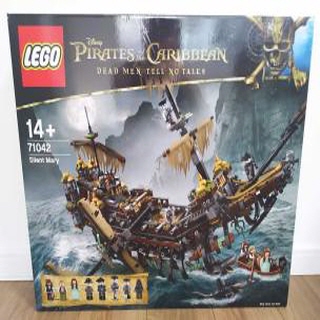 LEGO
Disney
PIRATES OF THE CARIBBEAN
DEAD MEN TELL NO TALES
14+
71042
Silent Mary